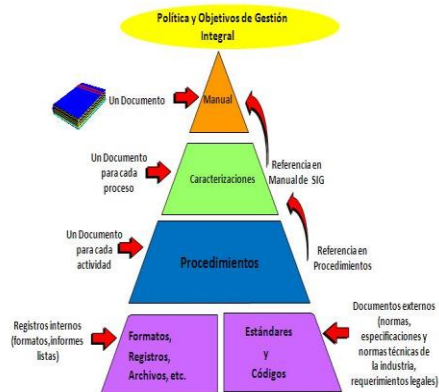 Política y Objetivos de Gestión
Integral
Un Documento
Manual
Un Documento
para cada
proceso
Caracterizaciones
Referencia en
Manual de SIG
Un Documento
para cada
actividad
Procedimientos
Referencia en
Procedimientos
Registros internos
(formatos,informes
listas)
Formatos,
Registros,
Archivos, etc.
Estándares
y
Códigos
Documentos externos
(normas,
especificaciones y
normas técnicas de
la industria,
requerimientos legales)